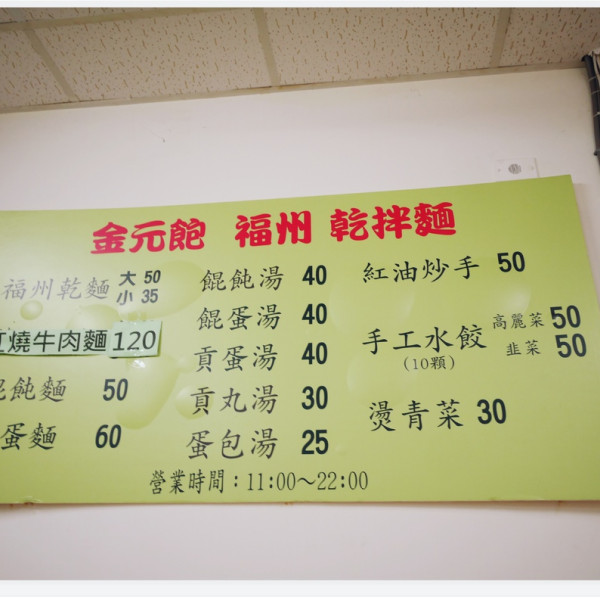 金元飽 福州 乾拌麵
福州乾麵 大 50
小 35
紅燒牛肉麵 120
餛飩麵 50
蛋麵 60
餛飩湯 40
餛蛋湯 40
貢蛋湯 40
貢丸湯 30
蛋包湯 25
紅油炒手 50
手工水餃 高麗菜 50
(10顆) 韭菜 50
燙青菜 30
營業時間：11:00～22:00